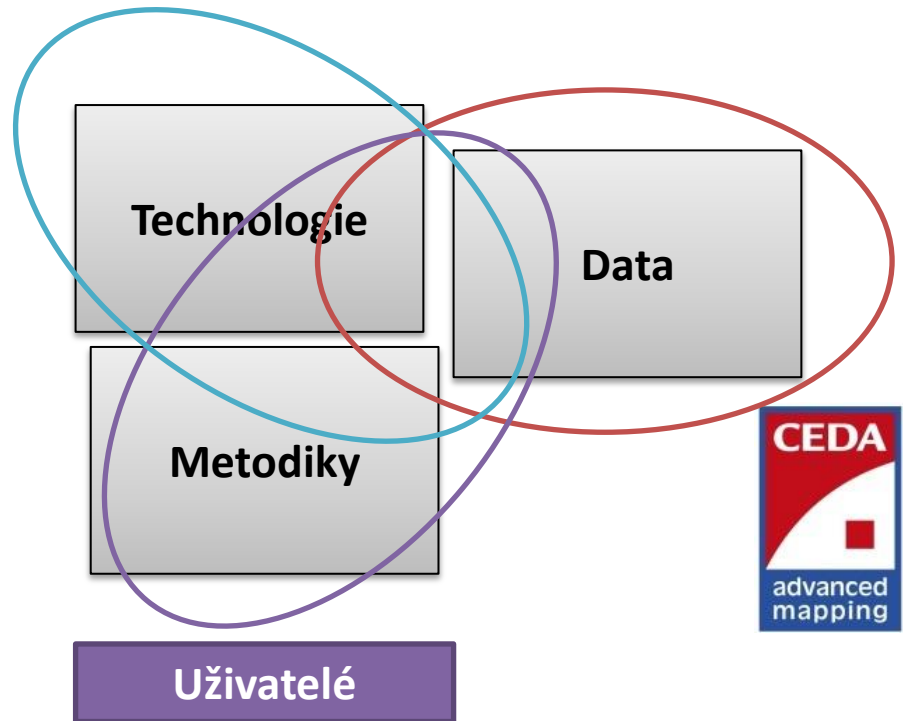 Technologie
Data
Metodiky
CEDA
advanced
mapping
Uživatelé